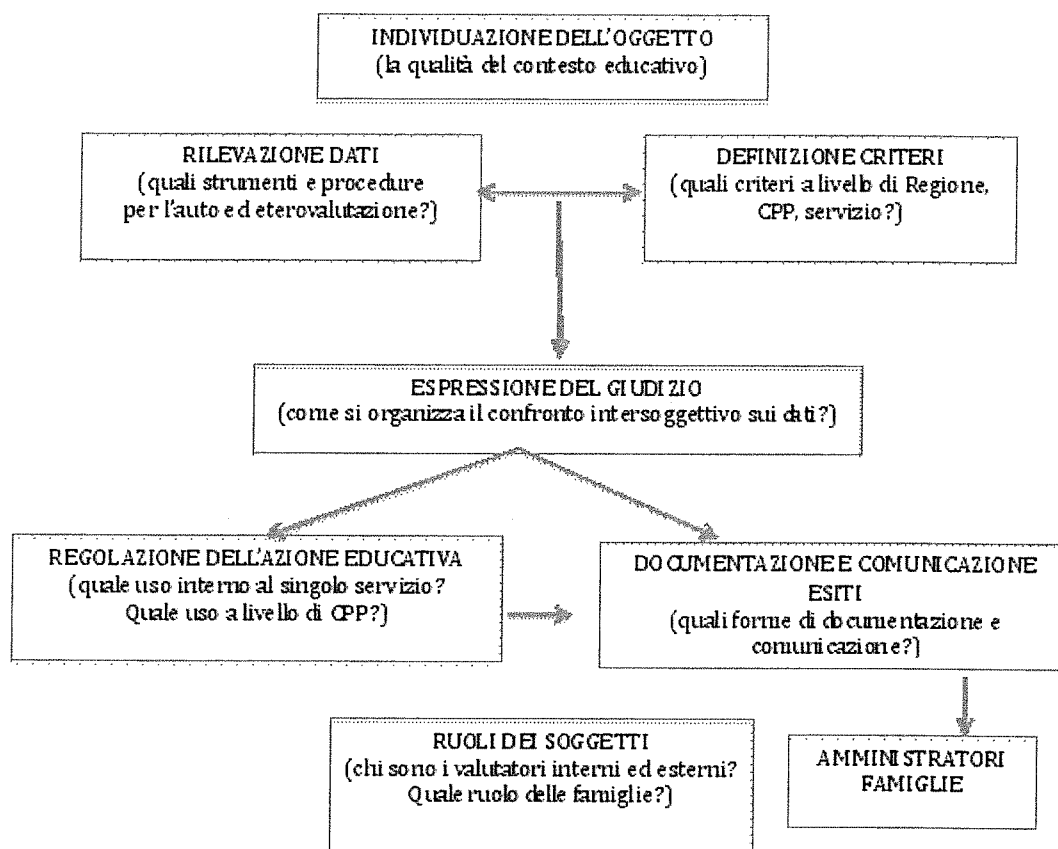 INDIVIDUAZIONE DELL'OGGETTO
(la qualità del contesto educativo)
RILEVAZIONE DATI
(quali strumenti e procedure
per l'auto ed eterovalutazione?)
DEFINIZIONE CRITERI
(quali criteri a livello di Regione,
CPP, servizio?)
ESPRESSIONE DEL GIUDIZIO
(come si organizza il confronto intersoggettivo sui dati?)
REGOLAZIONE DELL'AZIONE EDUCATIVA
(quale uso interno al singolo servizio?
Quale uso a livello di CPP?)
DOCUMENTAZIONE E COMUNICAZIONE
ESITI
(quali forme di documentazione e
comunicazione?)
RUOLI DEI SOGGETTI
(chi sono i valutatori interni ed esterni?
Quale ruolo delle famiglie?)
AMMINISTRATORI
FAMIGLIE